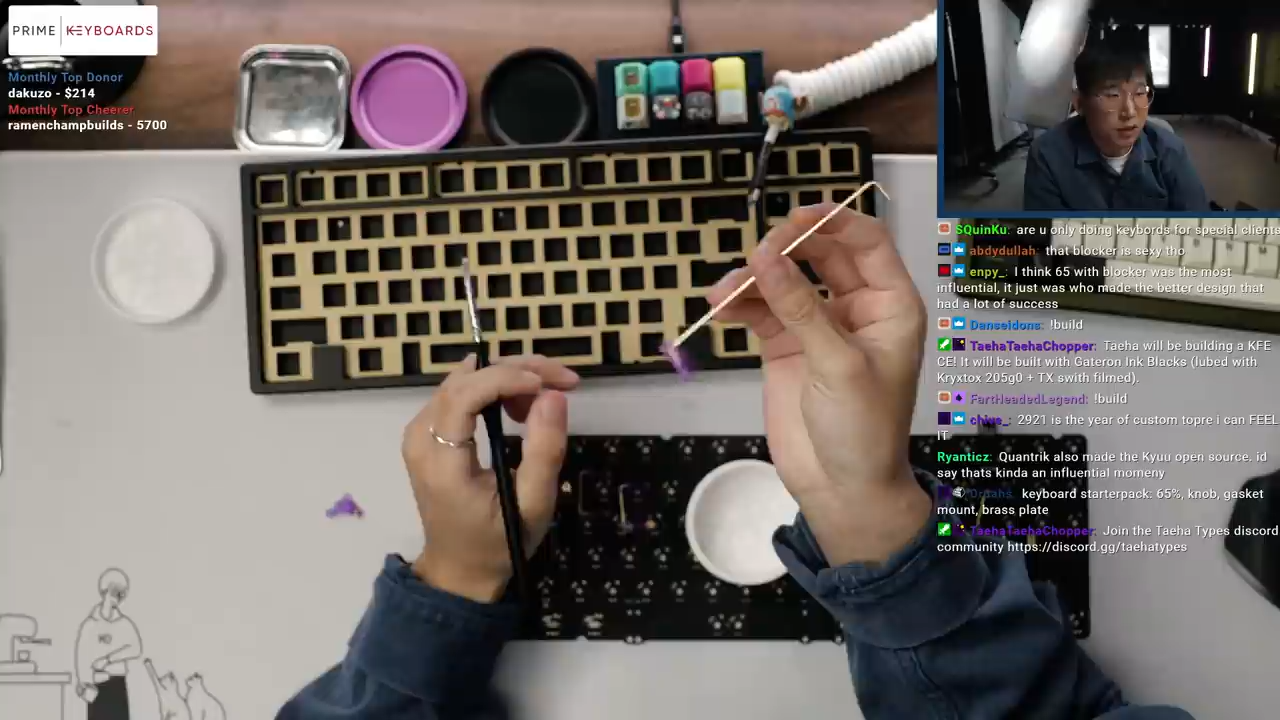 PRIME KEYBOARDS
Monthly Top Donor
dakuzo - $214
Monthly Top Cheerer
ramenchampbuilds - 5700
SQuinKu: are u only doing keybords for special clients
abdydullah: that blocker is sexy tho
enpy_: I think 65 with blocker was the most
influential, it just was who made the better design that
had a lot of success
Danseidons: !build
TaehaTaehaChopper: Taeha will be building a KFE
CE! It will be built with Gateron Ink Blacks (lubed with
Kryxtox 205g0 + TX swith filmed).
FartHeadedLegend: !build
chive_: 2921 is the year of custom topre i can FEEL
IT
Ryanticz: Quantrik also made the Kyuu open source. id
say thats kinda an influential momeny
keyboard starterpack: 65%, knob, gasket
mount, brass plate
TaehaTaehaChopper: Join the Taeha Types discord
community https://discord.gg/taehatypes